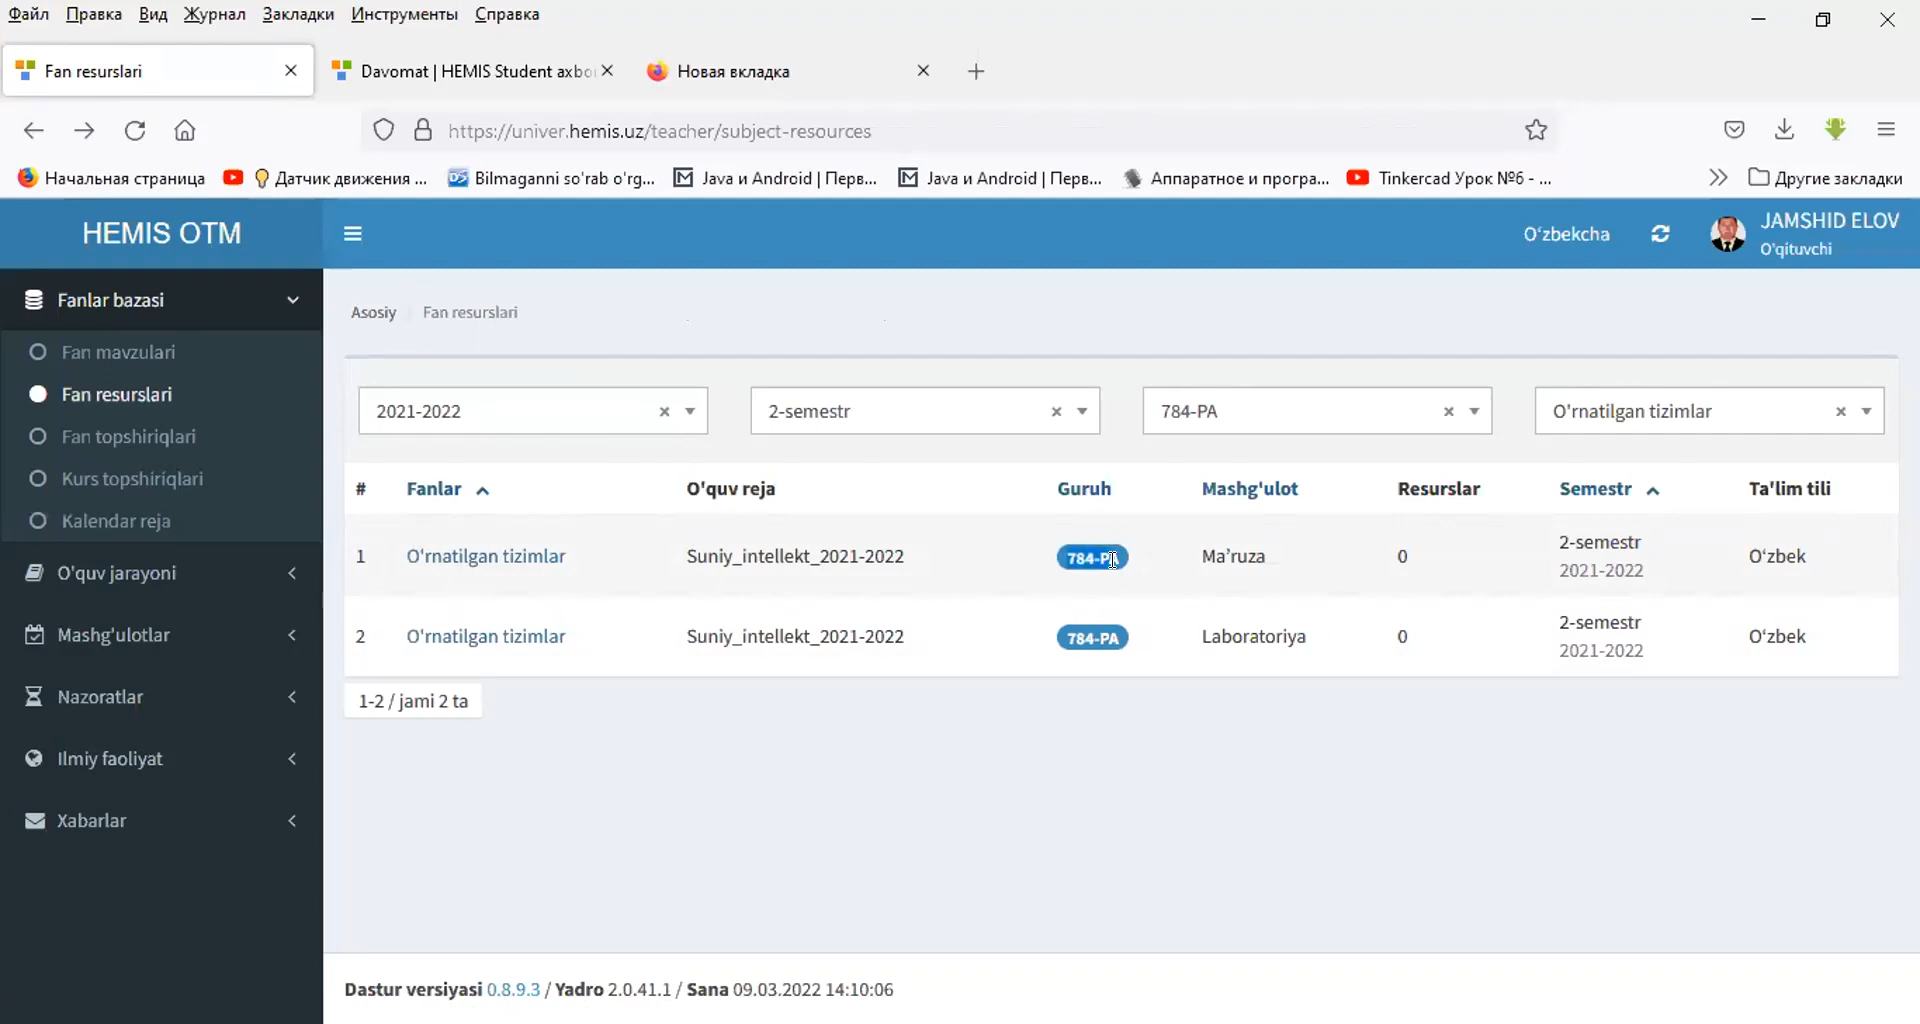 Файл Правка Вид Журнал Закладки Инструменты Справка
Fan resurslari Davomat | HEMIS Student axbo Новая вкладка
https://univer.hemis.uz/teacher/subject-resources
Начальная страница Датчик движения ... Bilmaganni so'rab o'rg... Java и Android | Перв... Java и Android | Перв... Аппаратное и програ... Tinkercad Урок №6 - ... Другие закладки
HEMIS OTM O'zbekcha JAMSHID ELOV
O'qituvchi
Fanlar bazasi
Fan mavzulari
Fan resurslari
Fan topshiriqlari
Kurs topshiriqlari
Kalendar reja
O'quv jarayoni
Mashg'ulotlar
Nazoratlar
Ilmiy faoliyat
Xabarlar
Asosiy Fan resurslari
2021-2022 2-semestr 784-PA O'rnatilgan tizimlar
# Fanlar O'quv reja Guruh Mashg'ulot Resurslar Semestr Ta'lim tili
1 O'rnatilgan tizimlar Suniy_intellekt_2021-2022 784-PA Ma’ruza 0 2-semestr O‘zbek
2021-2022
2 O'rnatilgan tizimlar Suniy_intellekt_2021-2022 784-PA Laboratoriya 0 2-semestr O‘zbek
2021-2022
1-2 / jami 2 ta
Dastur versiyasi 0.8.9.3 / Yadro 2.0.41.1 / Sana 09.03.2022 14:10:06